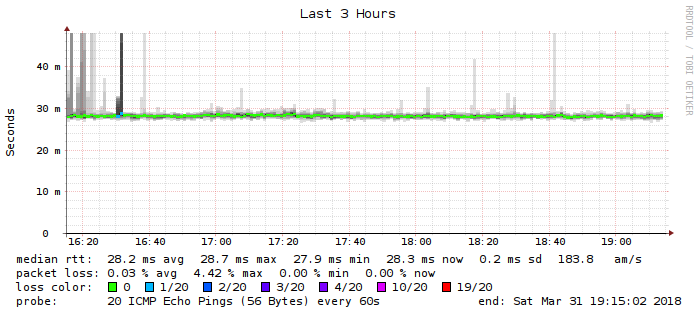 Last 3 Hours
RRDTOOL / TOBI OETIKER
Seconds
40 m
30 m
20 m
10 m
0
16:20 16:40 17:00 17:20 17:40 18:00 18:20 18:40 19:00
median rtt: 28.2 ms avg 28.7 ms max 27.9 ms min 28.3 ms now 0.2 ms sd 183.8 am/s
packet loss: 0.03 % avg 4.42 % max 0.00 % min 0.00 % now
loss color: 0 1/20 2/20 3/20 4/20 10/20 19/20
probe: 20 ICMP Echo Pings (56 Bytes) every 60s end: Sat Mar 31 19:15:02 2018